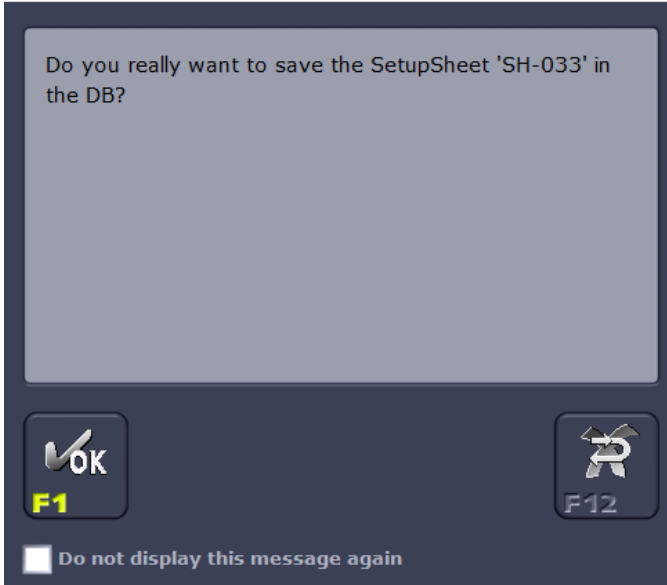 Do you really want to save the SetupSheet 'SH-033' in
the DB?
OK
F1
F12
Do not display this message again